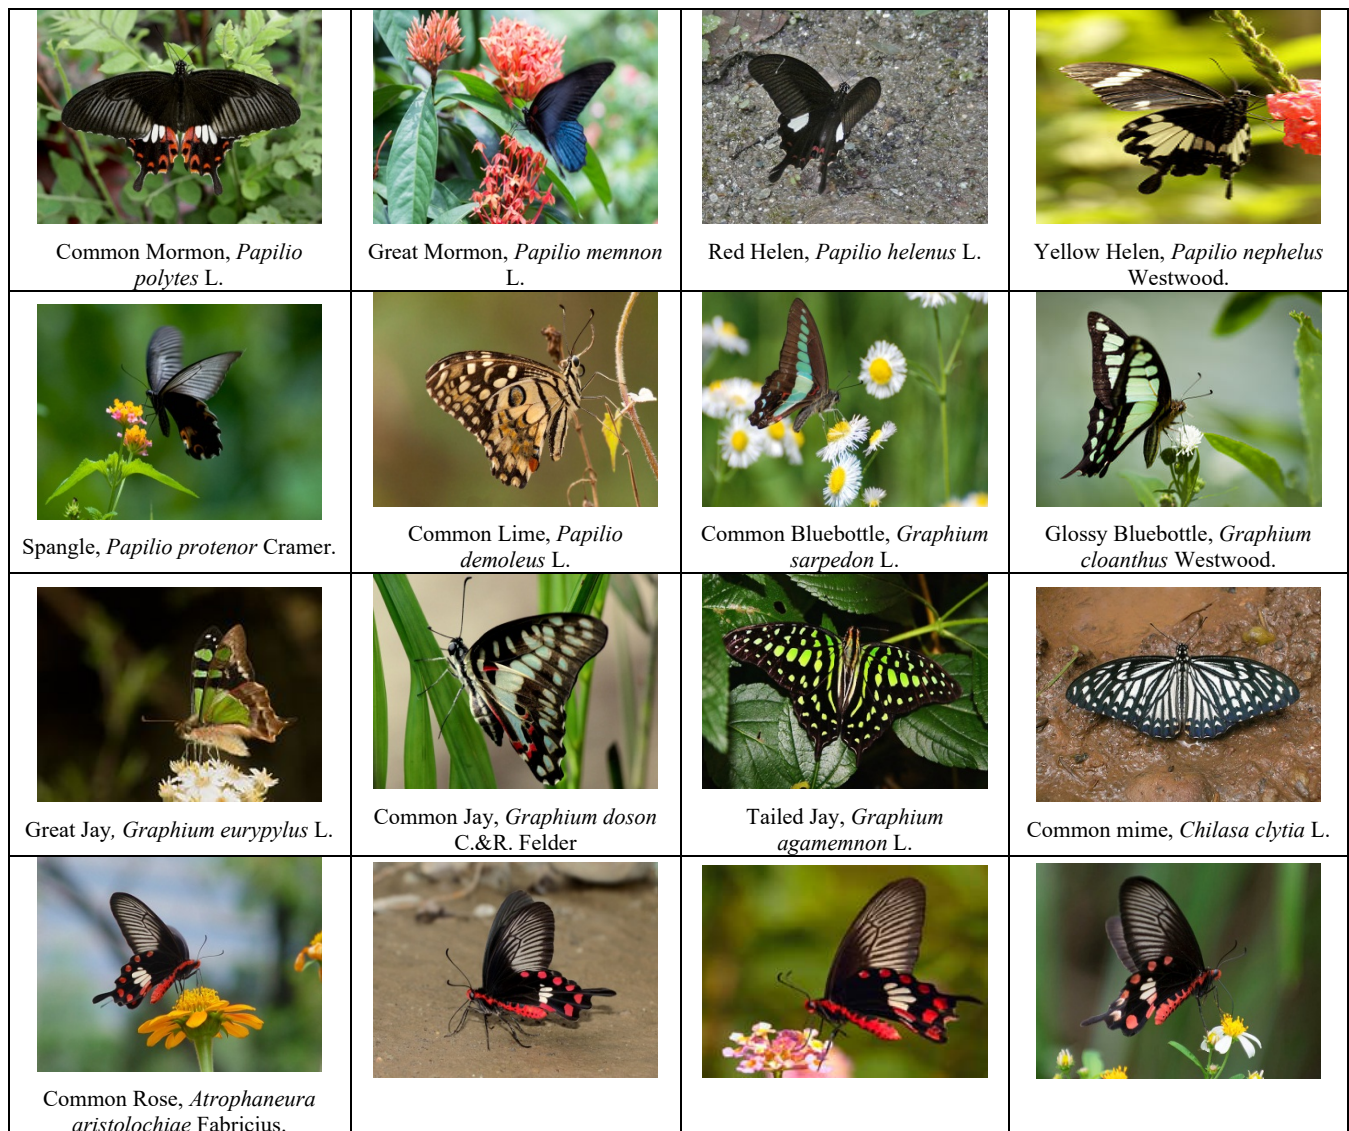 Common Mormon, Papilio
polytes L.
Great Mormon, Papilio memnon
L.
Red Helen, Papilio helenus L.
Yellow Helen, Papilio nephelus
Westwood.
Spangle, Papilio protenor Cramer.
Common Lime, Papilio
demoleus L.
Common Bluebottle, Graphium
sarpedon L.
Glossy Bluebottle, Graphium
cloanthus Westwood.
Great Jay, Graphium eurypylus L.
Common Jay, Graphium doson
C.&R. Felder
Tailed Jay, Graphium
agamemnon L.
Common mime, Chilasa clytia L.
Common Rose, Atrophaneura
aristolochiae Fabricius.